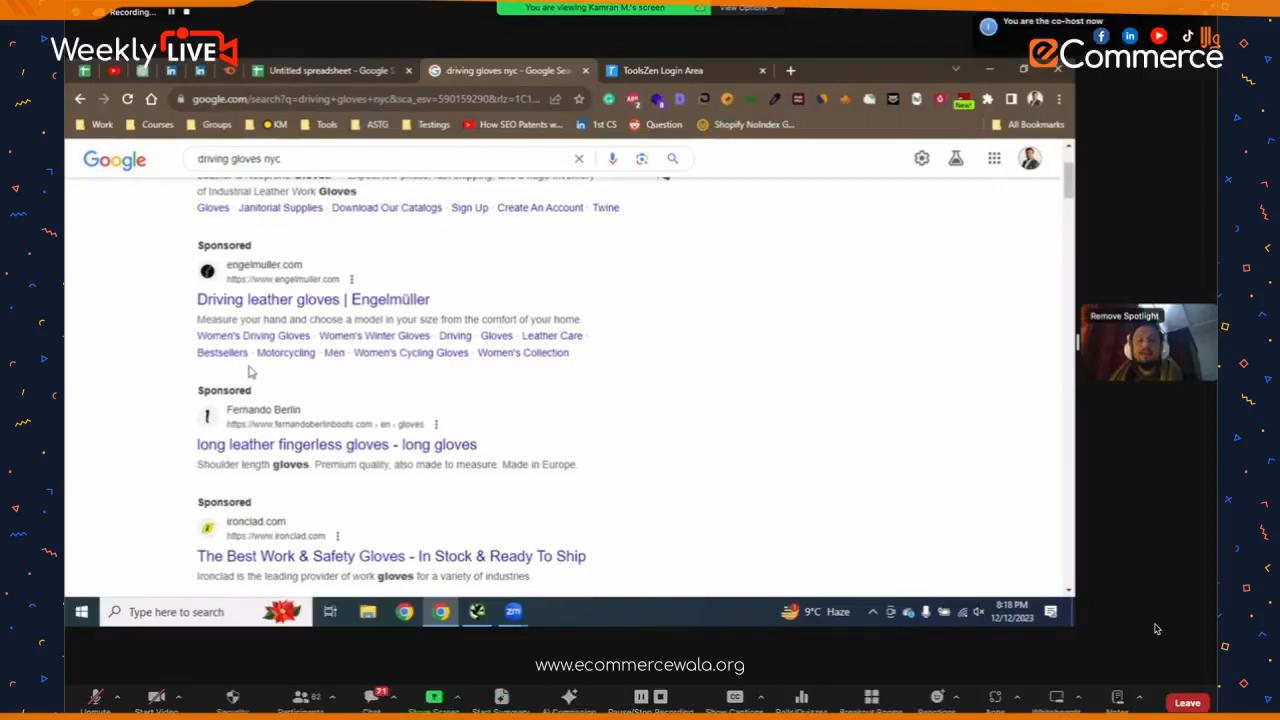 Recording...
You are viewing Kamran M.'s screen
View Options
You are the co-host now
Weekly LIVE
eCommerce
Untitled spreadsheet - Google S
driving gloves nyc - Google Sea
ToolsZen Login Area
google.com/search?q=driving+gloves+nyc&sca_esv=590159290&rlz=1C1...
New!
Work
Courses
Groups
KM
Tools
ASTG
Testings
How SEO Patents w...
1st CS
Question
Shopify NoIndex G...
All Bookmarks
Google
driving gloves nyc
of Industrial Leather Work Gloves
Gloves · Janitorial Supplies · Download Our Catalogs · Sign Up · Create An Account · Twine
Sponsored
engelmuller.com
https://www.engelmuller.com
Driving leather gloves | Engelmüller
Measure your hand and choose a model in your size from the comfort of your home.
Women's Driving Gloves · Women's Winter Gloves · Driving · Gloves · Leather Care ·
Bestsellers · Motorcycling · Men · Women's Cycling Gloves · Women's Collection
Remove Spotlight
Sponsored
Fernando Berlin
https://www.fernandoberlinboots.com › en › gloves
long leather fingerless gloves - long gloves
Shoulder length gloves. Premium quality, also made to measure. Made in Europe.
Sponsored
ironclad.com
https://www.ironclad.com
The Best Work & Safety Gloves - In Stock & Ready To Ship
Ironclad is the leading provider of work gloves for a variety of industries.
Type here to search
9°C Haze
8:18 PM
12/12/2023
www.ecommercewala.org
71
82
Leave